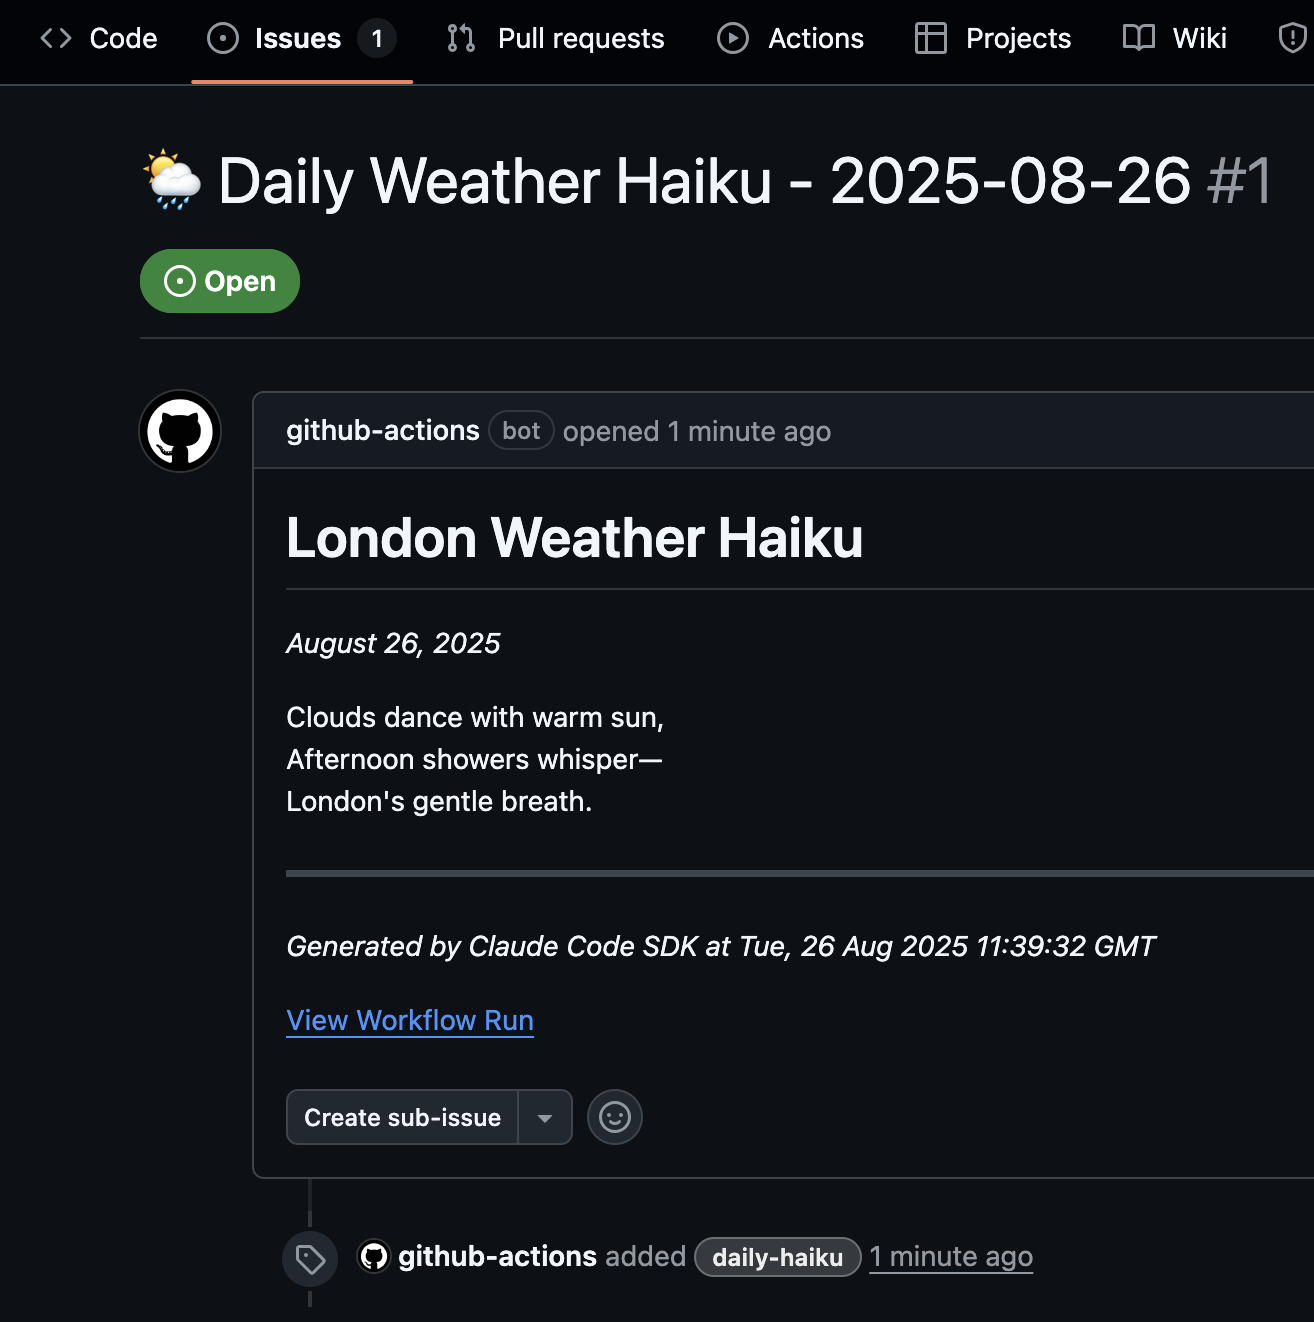 Code Issues 1 Pull requests Actions Projects Wiki
Daily Weather Haiku - 2025-08-26 #1
Open
github-actions bot opened 1 minute ago
London Weather Haiku
August 26, 2025
Clouds dance with warm sun,
Afternoon showers whisper—
London's gentle breath.
Generated by Claude Code SDK at Tue, 26 Aug 2025 11:39:32 GMT
View Workflow Run
Create sub-issue
github-actions added daily-haiku 1 minute ago